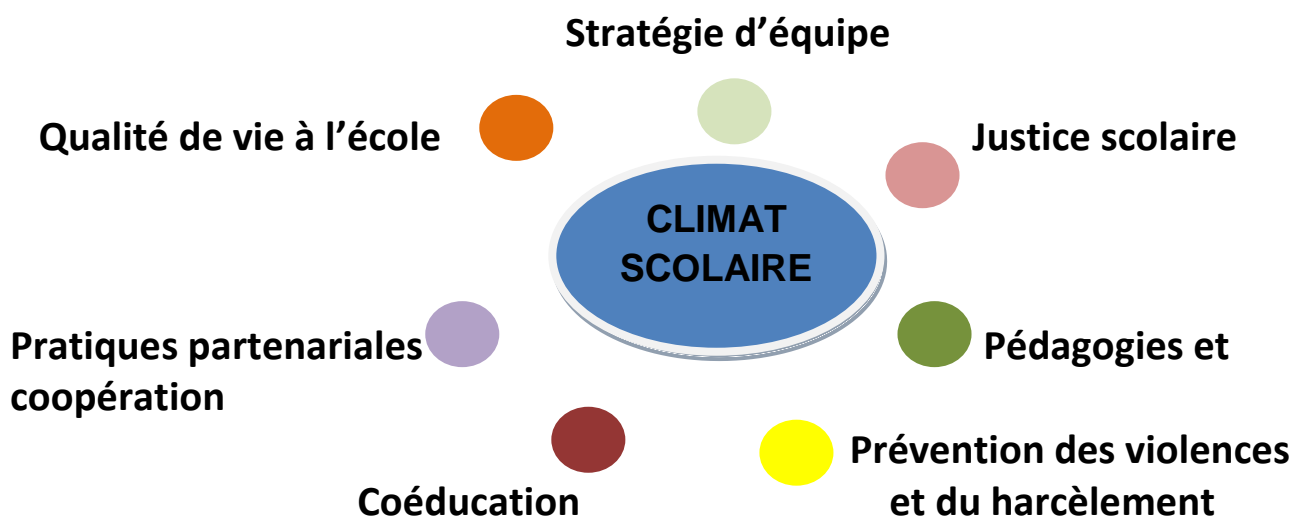 Stratégie d’équipe
Qualité de vie à l’école
Justice scolaire
CLIMAT
SCOLAIRE
Pratiques partenariales
coopération
Pédagogies et
Prévention des violences
et du harcèlement
Coéducation